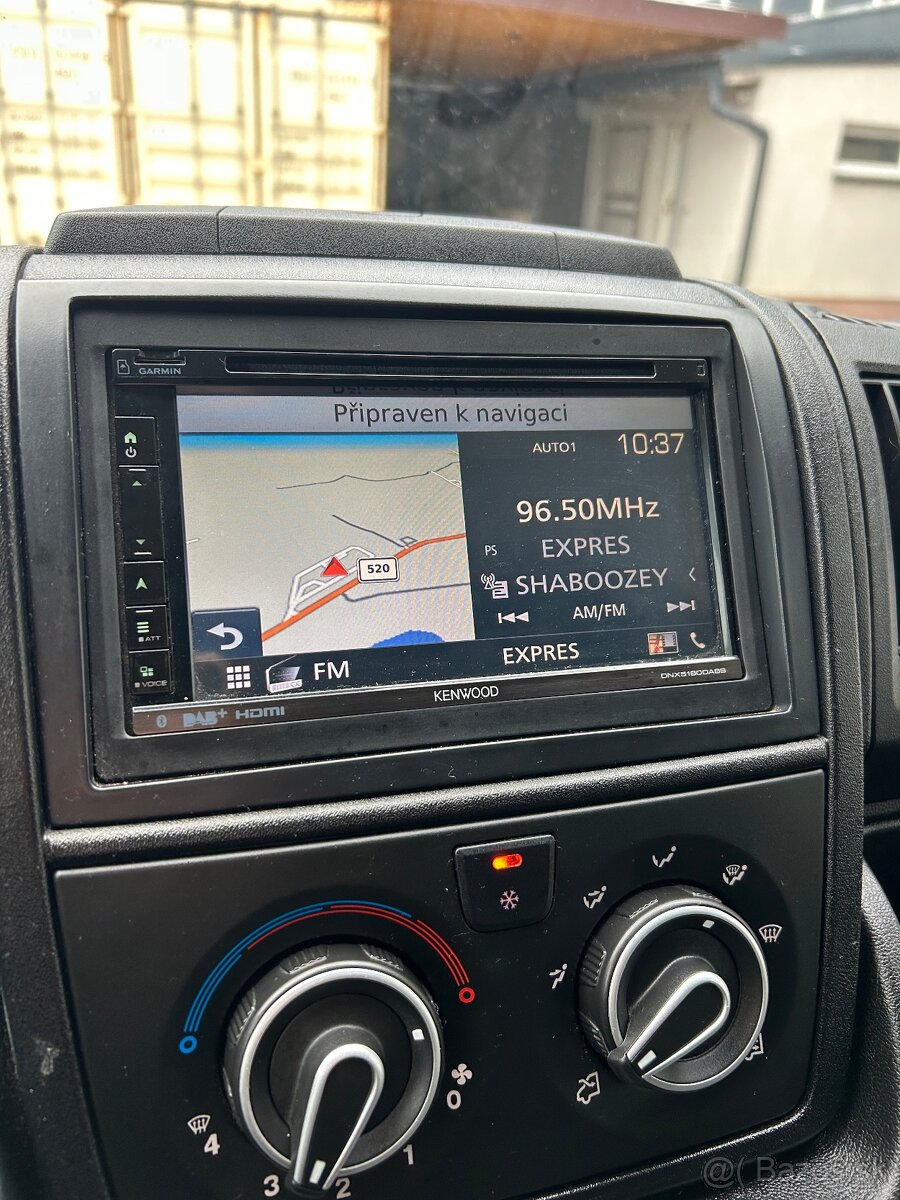 GARMIN
Připraven k navigaci
AUTO1
10:37
96.50MHz
PS
EXPRES
SHABOOZEY
520
AM/FM
ATT
VOICE
FM
EXPRES
KENWOOD
DNX5180DABS
DAB+
HDMI
0
1
2
3
4